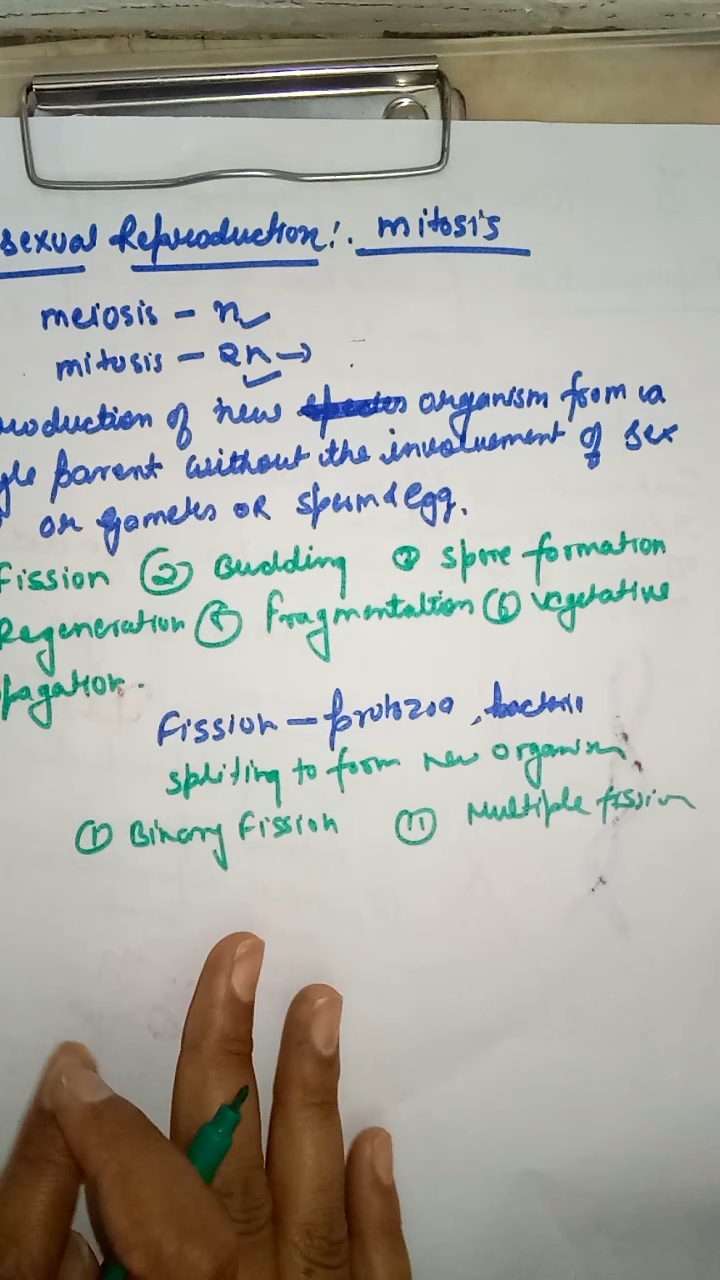 sexual Reproduction:. mitosis
meiosis - n
mitosis - 2n →
roduction of new organism from a
gle parent without the involvement of sex
or gametes or sperm & egg.
Fission ② Budding spore formation
Regeneration ⑤ fragmentaltion ⑥ vegetative
pagation.
Fission - protozoa, bacteria
spliting to form new organism
① Binary Fission ⑪ Multiple fission